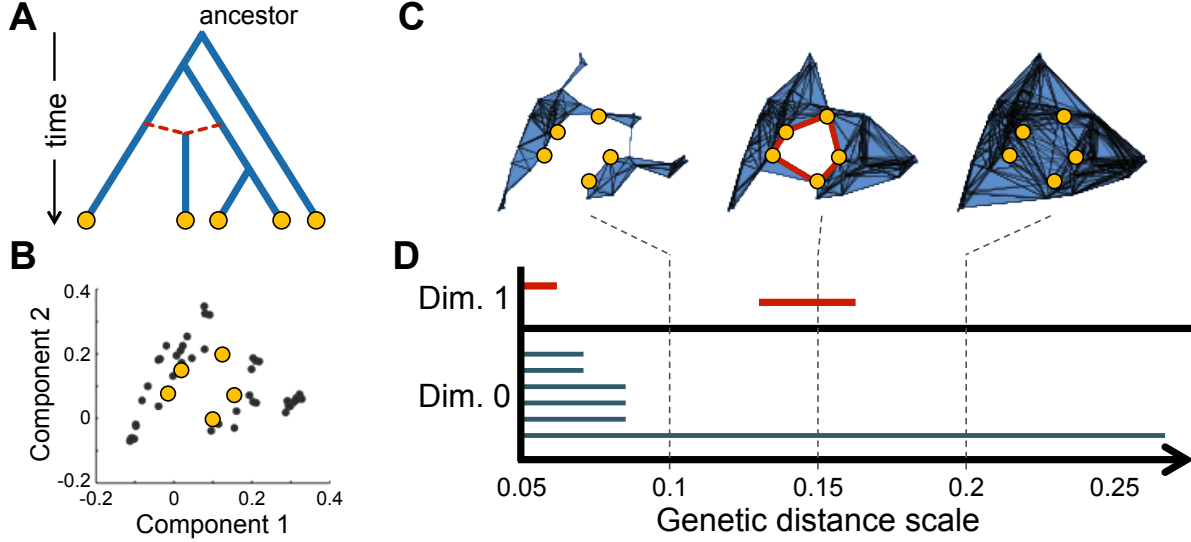 A
ancestor
time
B
0.4
0.2
0
-0.2
Component 2
-0.2
0
0.2
0.4
Component 1
C
D
Dim. 1
Dim. 0
0.05
0.1
0.15
0.2
0.25
Genetic distance scale